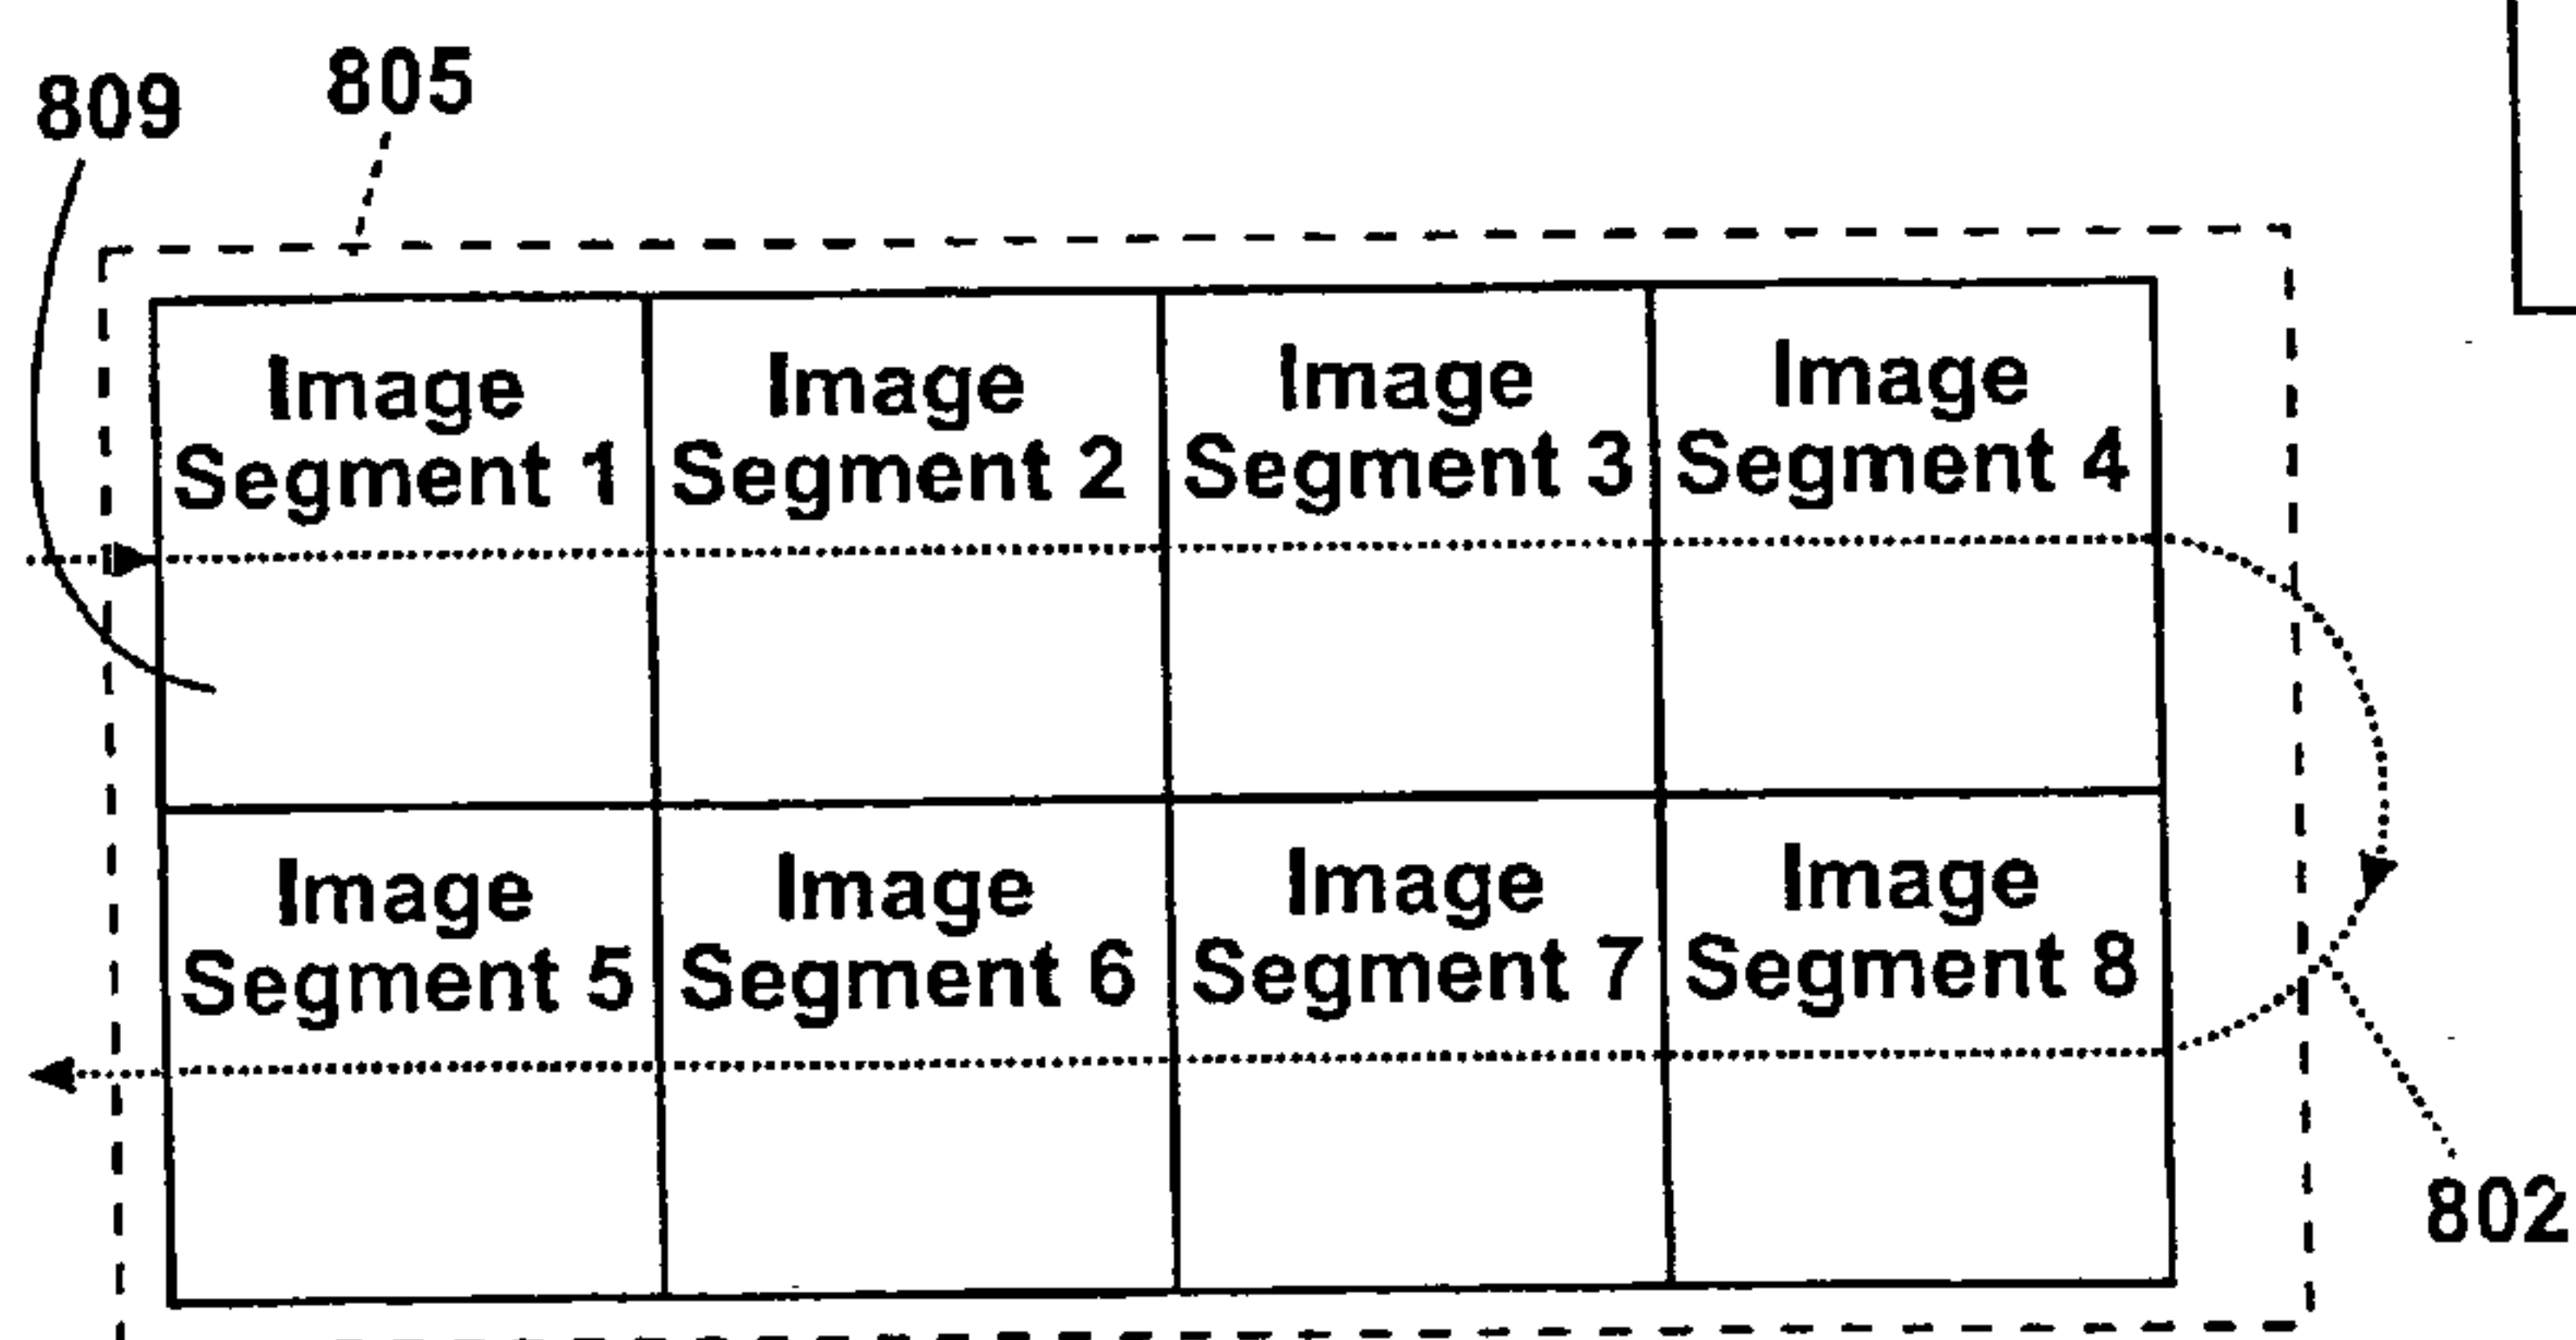 809
805
Image
Segment 1
Image
Segment 2
Image
Segment 3
Image
Segment 4
Image
Segment 5
Image
Segment 6
Image
Segment 7
Image
Segment 8
802